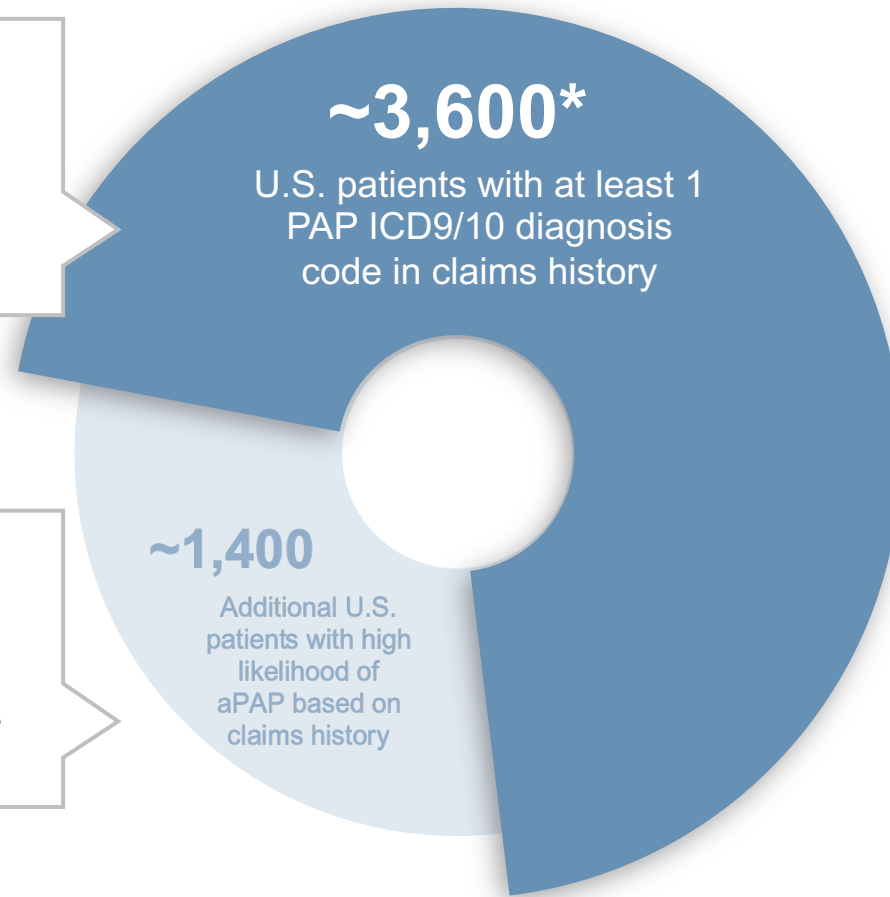 ~3,600*
U.S. patients with at least 1
PAP ICD9/10 diagnosis
code in claims history
~1,400
Additional U.S.
patients with high
likelihood of
aPAP based on
claims history